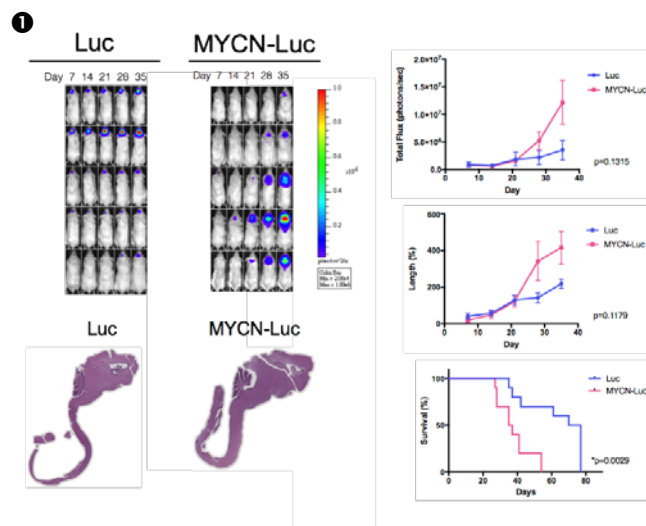 1
Luc MYCN-Luc
Day 7 14 21 28 35 Day 7 14 21 28 35
1.0
0.8
0.6
0.4
0.2
Luc MYCN-Luc
2.0×10⁷
1.5×10⁷
1.0×10⁷
5.0×10⁶
0
Total Flux (photons/sec)
0 10 20 30 40
Day
Luc
MYCN-Luc
p=0.1315
600
400
200
0
Length (%)
0 10 20 30 40
Day
Luc
MYCN-Luc
p=0.1179
100
50
0
Survival (%)
0 20 40 60 80
Days
Luc
MYCN-Luc
*p=0.0029